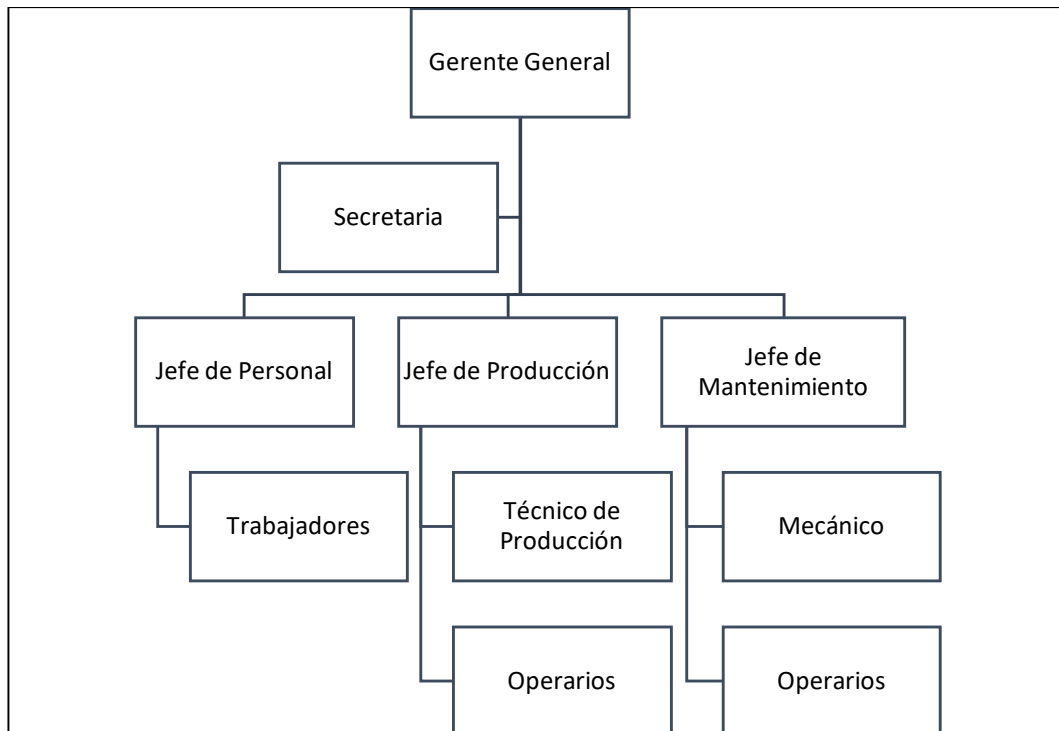 Gerente General
Secretaria
Jefe de Personal
Jefe de Producción
Jefe de
Mantenimiento
Trabajadores
Técnico de
Producción
Mecánico
Operarios
Operarios